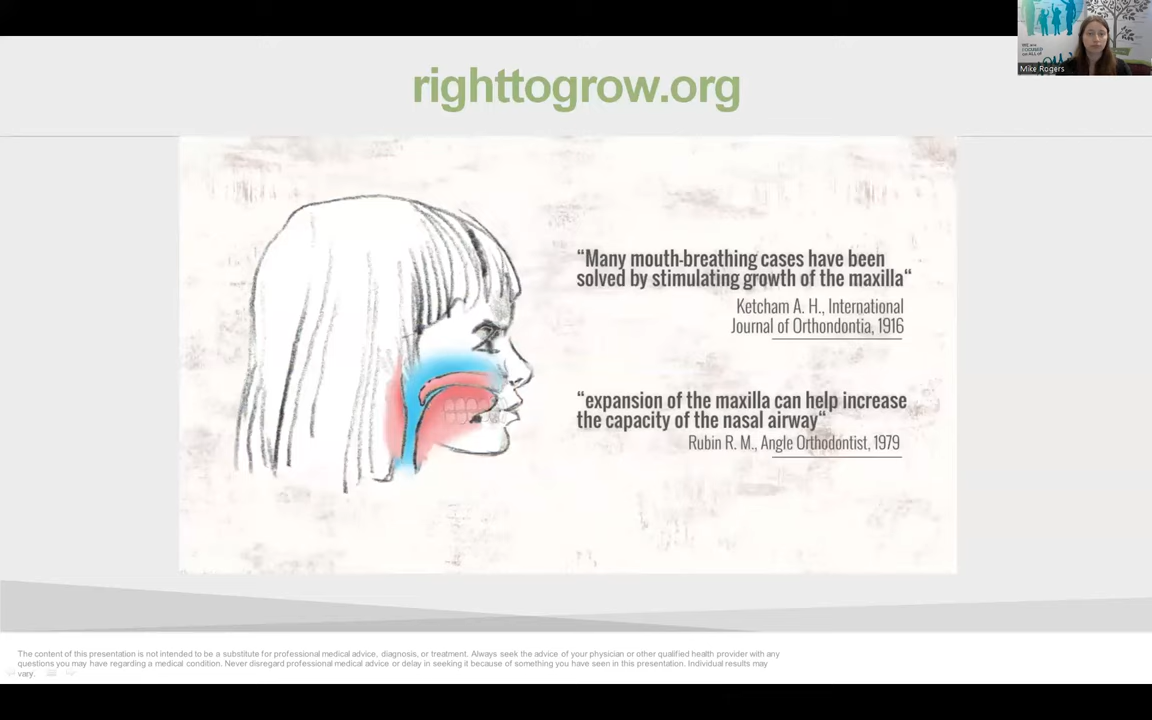 righttogrow.org
Mike Rogers
“Many mouth-breathing cases have been
solved by stimulating growth of the maxilla“
Ketcham A. H., International
Journal of Orthondontia, 1916
“expansion of the maxilla can help increase
the capacity of the nasal airway“
Rubin R. M., Angle Orthodontist, 1979
The content of this presentation is not intended to be a substitute for professional medical advice, diagnosis, or treatment. Always seek the advice of your physician or other qualified health provider with any
questions you may have regarding a medical condition. Never disregard professional medical advice or delay in seeking it because of something you have seen in this presentation. Individual results may
vary.